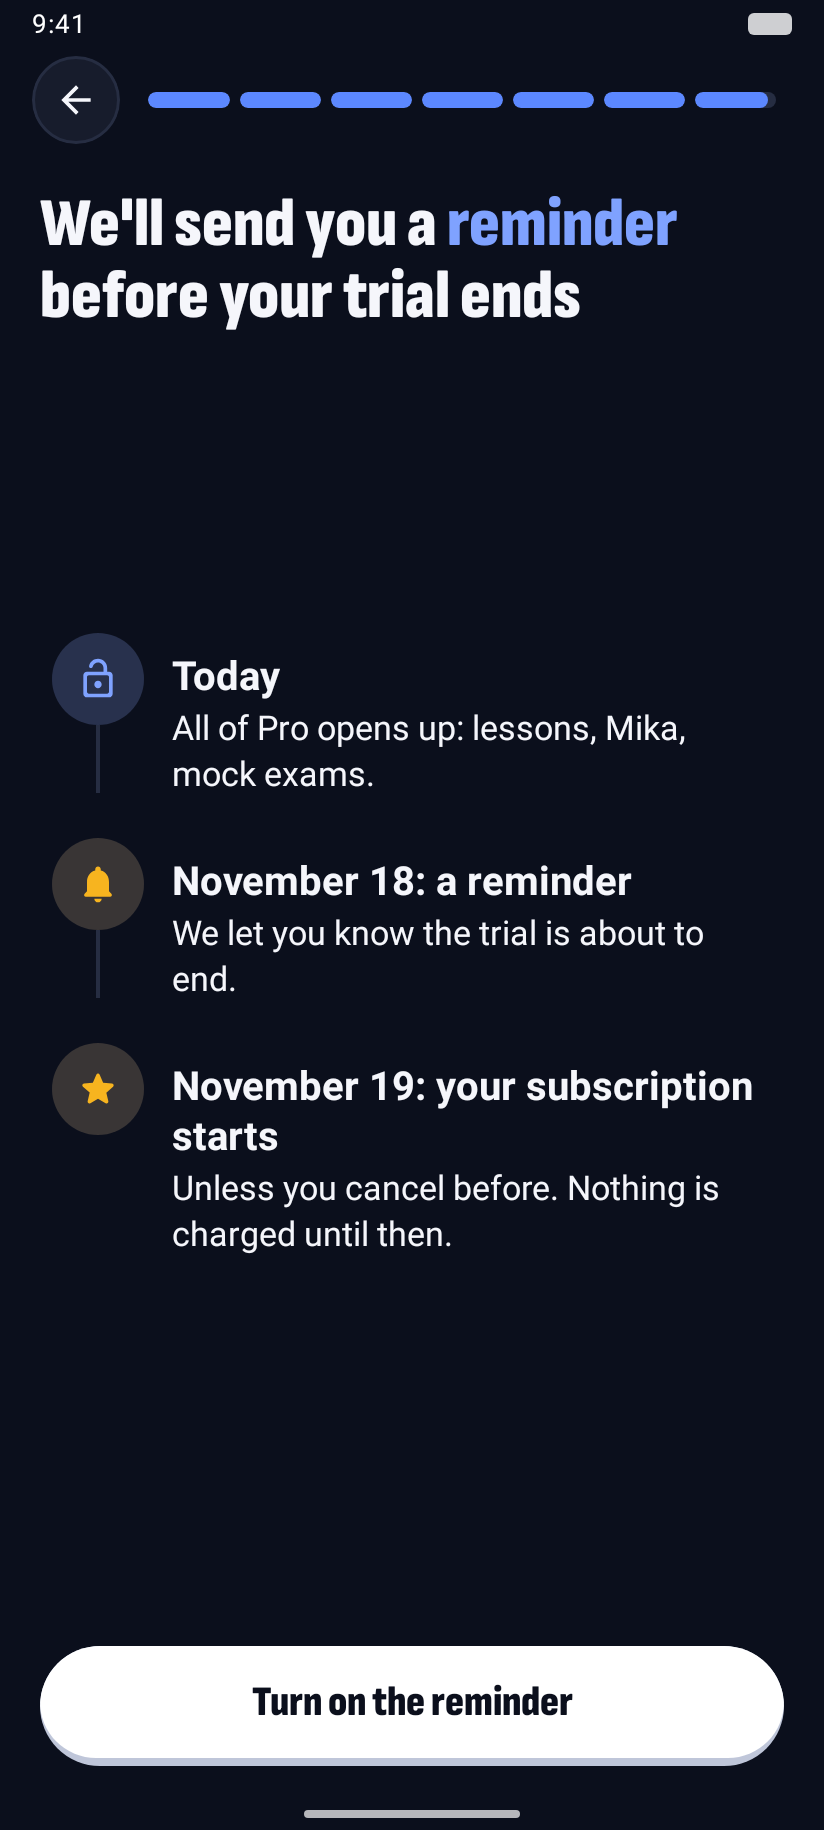 9:41
We'll send you a reminder
before your trial ends
Today
All of Pro opens up: lessons, Mika,
mock exams.
November 18: a reminder
We let you know the trial is about to
end.
November 19: your subscription
starts
Unless you cancel before. Nothing is
charged until then.
Turn on the reminder